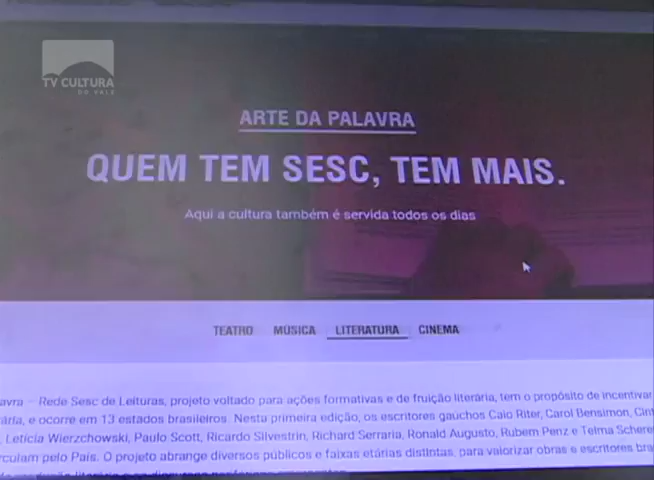 TV CULTURA
DO VALE
ARTE DA PALAVRA
QUEM TEM SESC, TEM MAIS.
Aqui a cultura também é servida todos os dias
TEATRO MÚSICA LITERATURA CINEMA
avra – Rede Sesc de Leituras, projeto voltado para ações formativas e de fruição literária, tem o propósito de incentivar
ária, e ocorre em 13 estados brasileiros. Nesta primeira edição, os escritores gaúchos Caio Riter, Carol Bensimon, Cínt
, Letícia Wierzchowski, Paulo Scott, Ricardo Silvestrin, Richard Serraria, Ronald Augusto, Rubem Penz e Telma Schere
rculam pelo País. O projeto abrange diversos públicos e faixas etárias distintas, para valorizar obras e escritores bra